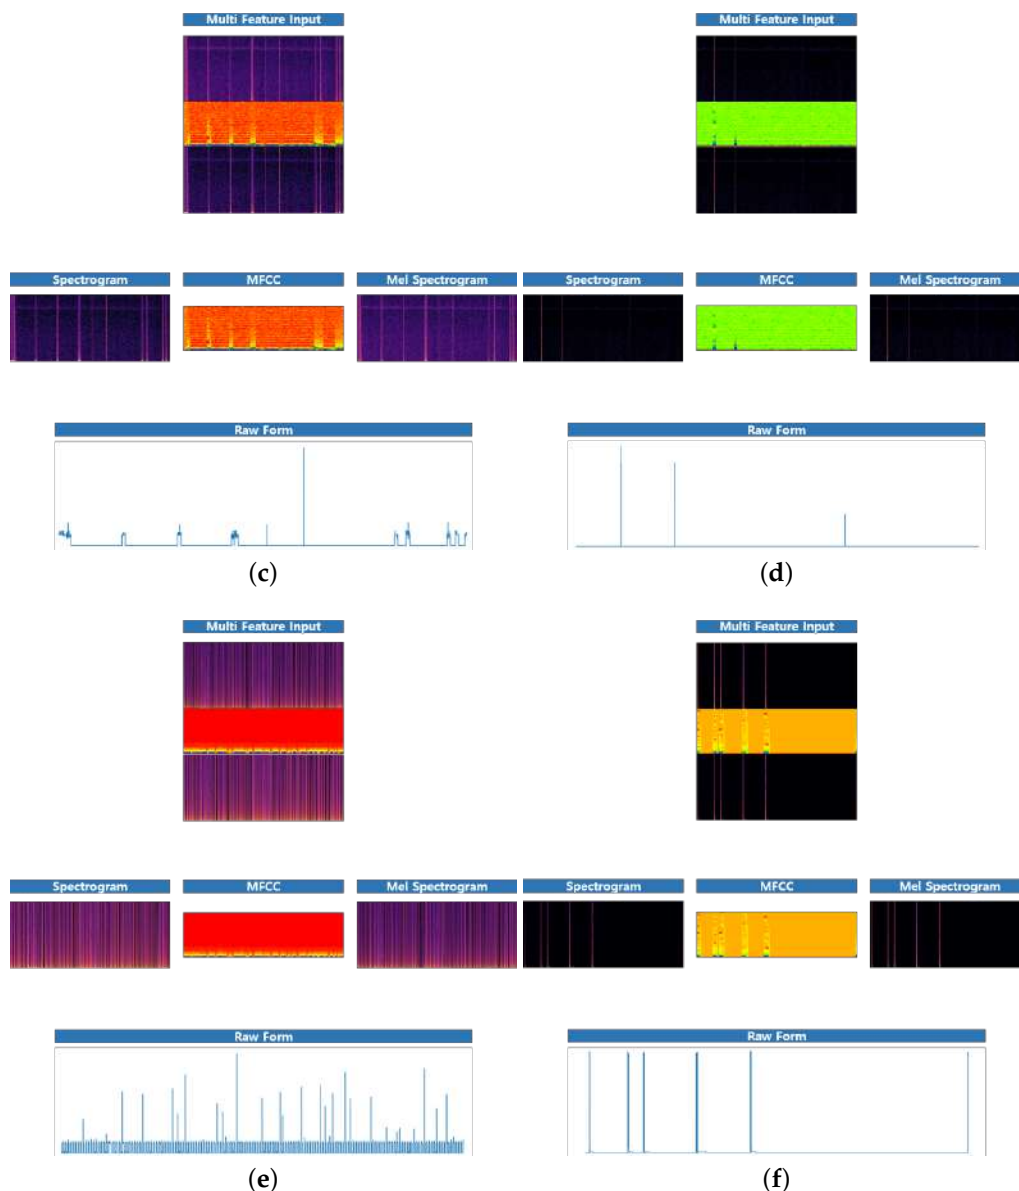 Multi Feature Input
Multi Feature Input
Spectrogram
MFCC
Mel Spectrogram
Spectrogram
MFCC
Mel Spectrogram
Raw Form
Raw Form
(c)
(d)
Multi Feature Input
Multi Feature Input
Spectrogram
MFCC
Mel Spectrogram
Spectrogram
MFCC
Mel Spectrogram
Raw Form
Raw Form
(e)
(f)